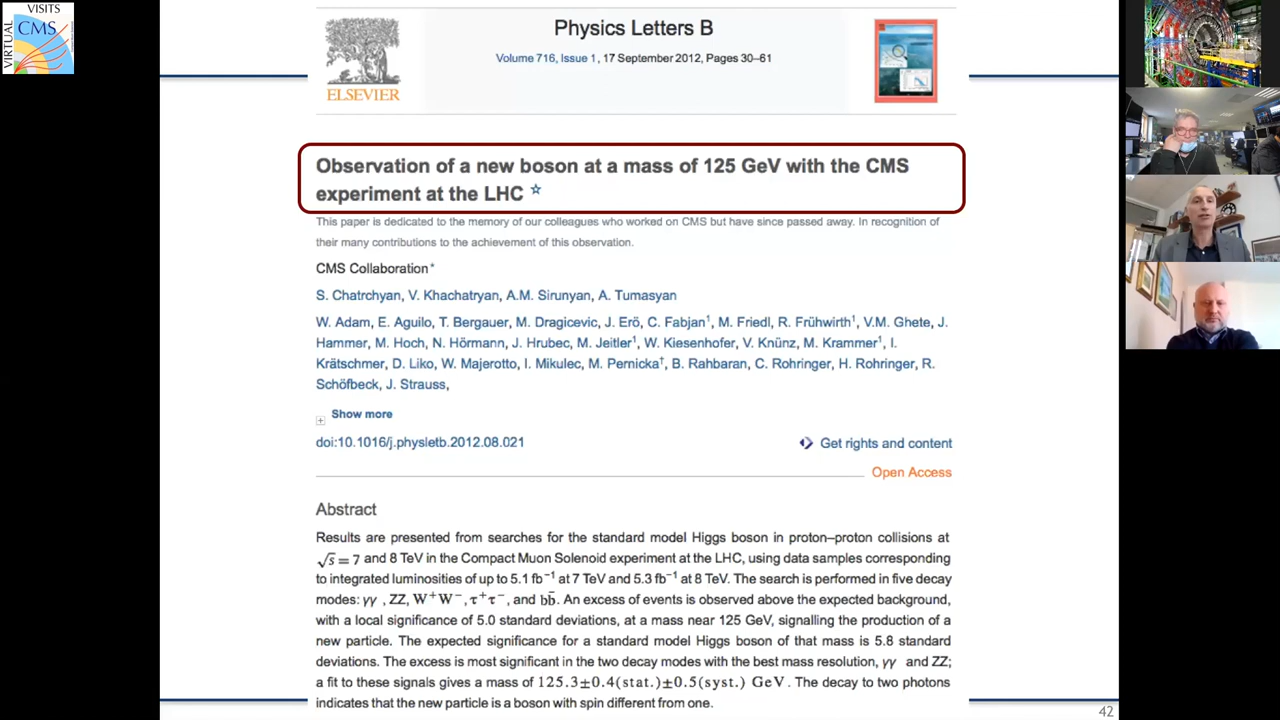 VIRTUAL
VISITS
CMS
ELSEVIER
Physics Letters B
Volume 716, Issue 1, 17 September 2012, Pages 30–61
Observation of a new boson at a mass of 125 GeV with the CMS
experiment at the LHC ☆
This paper is dedicated to the memory of our colleagues who worked on CMS but have since passed away. In recognition of
their many contributions to the achievement of this observation.
CMS Collaboration*
S. Chatrchyan, V. Khachatryan, A.M. Sirunyan, A. Tumasyan
W. Adam, E. Aguilo, T. Bergauer, M. Dragicevic, J. Erö, C. Fabjan¹, M. Friedl, R. Frühwirth¹, V.M. Ghete, J.
Hammer, M. Hoch, N. Hörmann, J. Hrubec, M. Jeitler¹, W. Kiesenhofer, V. Knünz, M. Krammer¹, I.
Krätschmer, D. Liko, W. Majerotto, I. Mikulec, M. Pernicka†, B. Rahbaran, C. Rohringer, H. Rohringer, R.
Schöfbeck, J. Strauss,
Show more
doi:10.1016/j.physletb.2012.08.021
Get rights and content
Open Access
Abstract
Results are presented from searches for the standard model Higgs boson in proton–proton collisions at
√s = 7 and 8 TeV in the Compact Muon Solenoid experiment at the LHC, using data samples corresponding
to integrated luminosities of up to 5.1 fb⁻¹ at 7 TeV and 5.3 fb⁻¹ at 8 TeV. The search is performed in five decay
modes: γγ , ZZ, W⁺W⁻, τ⁺τ⁻, and bb̄. An excess of events is observed above the expected background,
with a local significance of 5.0 standard deviations, at a mass near 125 GeV, signalling the production of a
new particle. The expected significance for a standard model Higgs boson of that mass is 5.8 standard
deviations. The excess is most significant in the two decay modes with the best mass resolution, γγ and ZZ;
a fit to these signals gives a mass of 125.3±0.4(stat.)±0.5(syst.) GeV. The decay to two photons
indicates that the new particle is a boson with spin different from one.
42